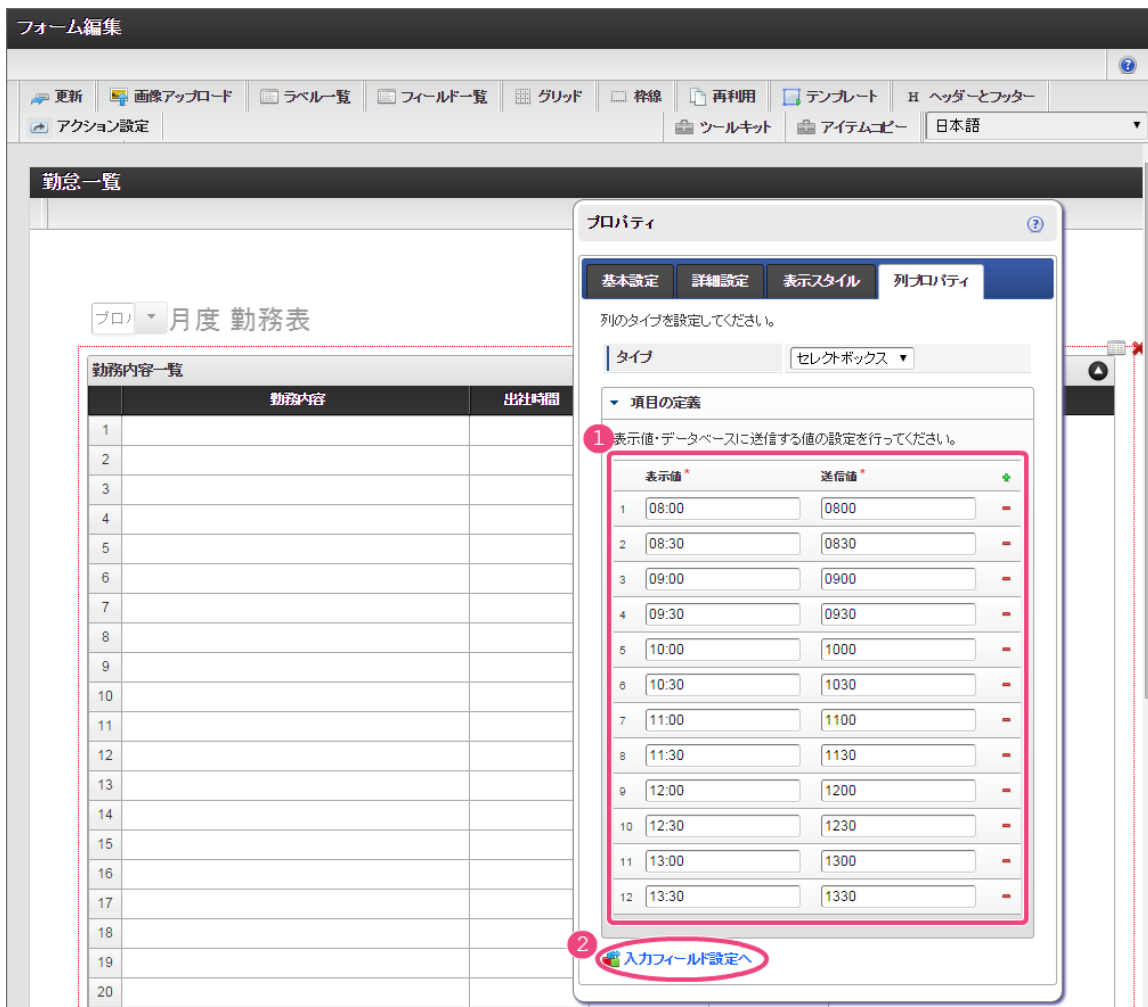 フォーム編集
更新 画像アップロード ラベル一覧 フィールド一覧 グリッド 枠線 再利用 テンプレート H ヘッダーとフッター
アクション設定 ツールキット アイテムコピー 日本語
勤怠一覧
月度 勤務表
勤務内容一覧
勤務内容 出社時間
1
2
3
4
5
6
7
8
9
10
11
12
13
14
15
16
17
18
19
20
プロパティ
基本設定 詳細設定 表示スタイル 列プロパティ
列のタイプを設定してください。
タイプ セレクトボックス
項目の定義
1
表示値・データベースに送信する値の設定を行ってください。
表示値* 送信値*
1 08:00 0800
2 08:30 0830
3 09:00 0900
4 09:30 0930
5 10:00 1000
6 10:30 1030
7 11:00 1100
8 11:30 1130
9 12:00 1200
10 12:30 1230
11 13:00 1300
12 13:30 1330
2
入力フィールド設定へ